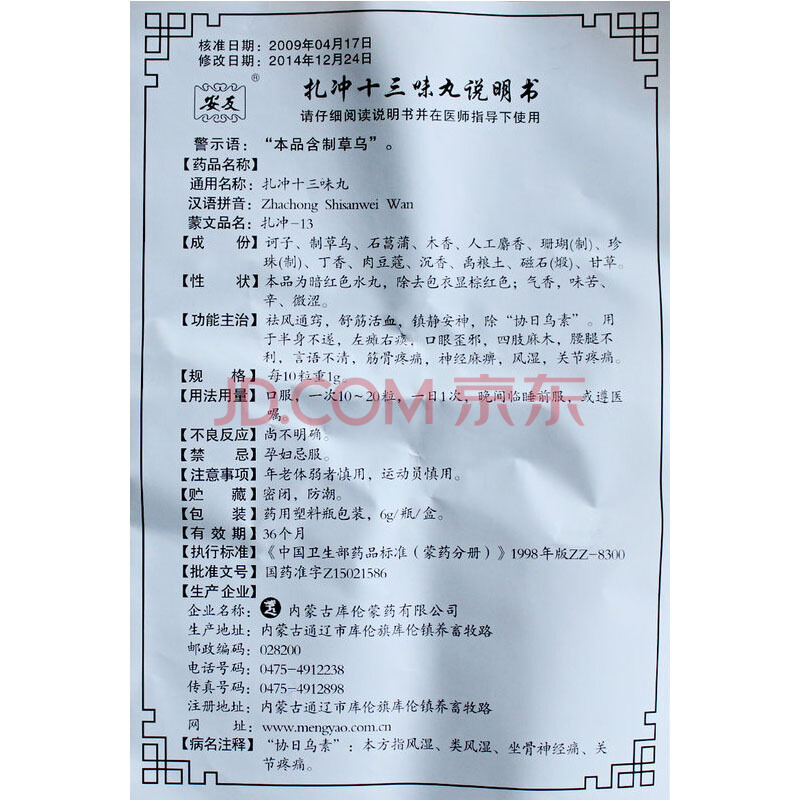 核准日期：2009年04月17日
修改日期：2014年12月24日
安友®
扎冲十三味丸说明书
请仔细阅读说明书并在医师指导下使用
警示语：“本品含制草乌”。
【药品名称】
通用名称：扎冲十三味丸
汉语拼音：Zhachong Shisanwei Wan
蒙文品名：扎冲-13
【成　份】诃子、制草乌、石菖蒲、木香、人工麝香、珊瑚(制)、珍
珠(制)、丁香、肉豆蔻、沉香、禹粮土、磁石(煅)、甘草。
【性　状】本品为暗红色水丸，除去包衣显棕红色；气香，味苦、
辛、微涩。
【功能主治】祛风通窍，舒筋活血，镇静安神，除“协日乌素”。用
于半身不遂，左瘫右痪，口眼歪邪，四肢麻木，腰腿不
利，言语不清，筋骨疼痛，神经麻痹，风湿，关节疼痛。
【规　格】每10粒重1g。
【用法用量】口服，一次10～20粒，一日1次，晚间临睡前服，或遵医
嘱。
JD.COM 京东
【不良反应】尚不明确。
【禁　忌】孕妇忌服。
【注意事项】年老体弱者慎用，运动员慎用。
【贮　藏】密闭，防潮。
【包　装】药用塑料瓶包装，6g/瓶/盒。
【有 效 期】36个月
【执行标准】《中国卫生部药品标准（蒙药分册）》1998年版ZZ-8300
【批准文号】国药准字Z15021586
【生产企业】
企业名称：内蒙古库伦蒙药有限公司
生产地址：内蒙古通辽市库伦旗库伦镇养畜牧路
邮政编码：028200
电话号码：0475-4912238
传真号码：0475-4912898
注册地址：内蒙古通辽市库伦旗库伦镇养畜牧路
网　址：www.mengyao.com.cn
【病名注释】“协日乌素”：本方指风湿、类风湿、坐骨神经痛、关
节疼痛。